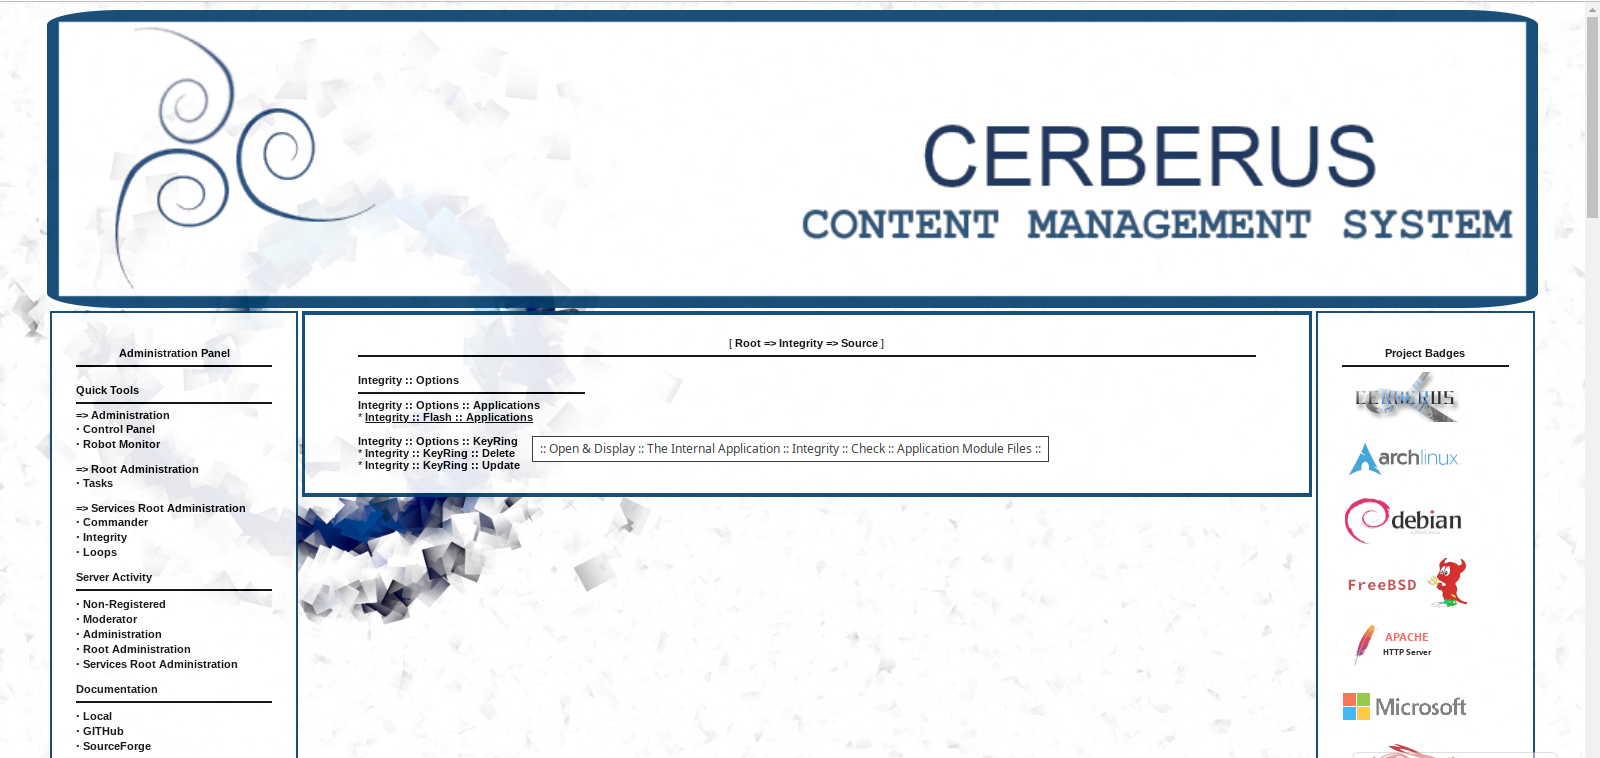 CERBERUS
CONTENT MANAGEMENT SYSTEM
Administration Panel
Quick Tools
=> Administration
· Control Panel
· Robot Monitor
=> Root Administration
· Tasks
=> Services Root Administration
· Commander
· Integrity
· Loops
Server Activity
· Non-Registered
· Moderator
· Administration
· Root Administration
· Services Root Administration
Documentation
· Local
· GITHub
· SourceForge
[ Root => Integrity => Source ]
Integrity :: Options
Integrity :: Options :: Applications
* Integrity :: Flash :: Applications
Integrity :: Options :: KeyRing
* Integrity :: KeyRing :: Delete
* Integrity :: KeyRing :: Update
:: Open & Display :: The Internal Application :: Integrity :: Check :: Application Module Files ::
Project Badges
CERBERUS
archlinux
debian
FreeBSD
APACHE
HTTP Server
Microsoft